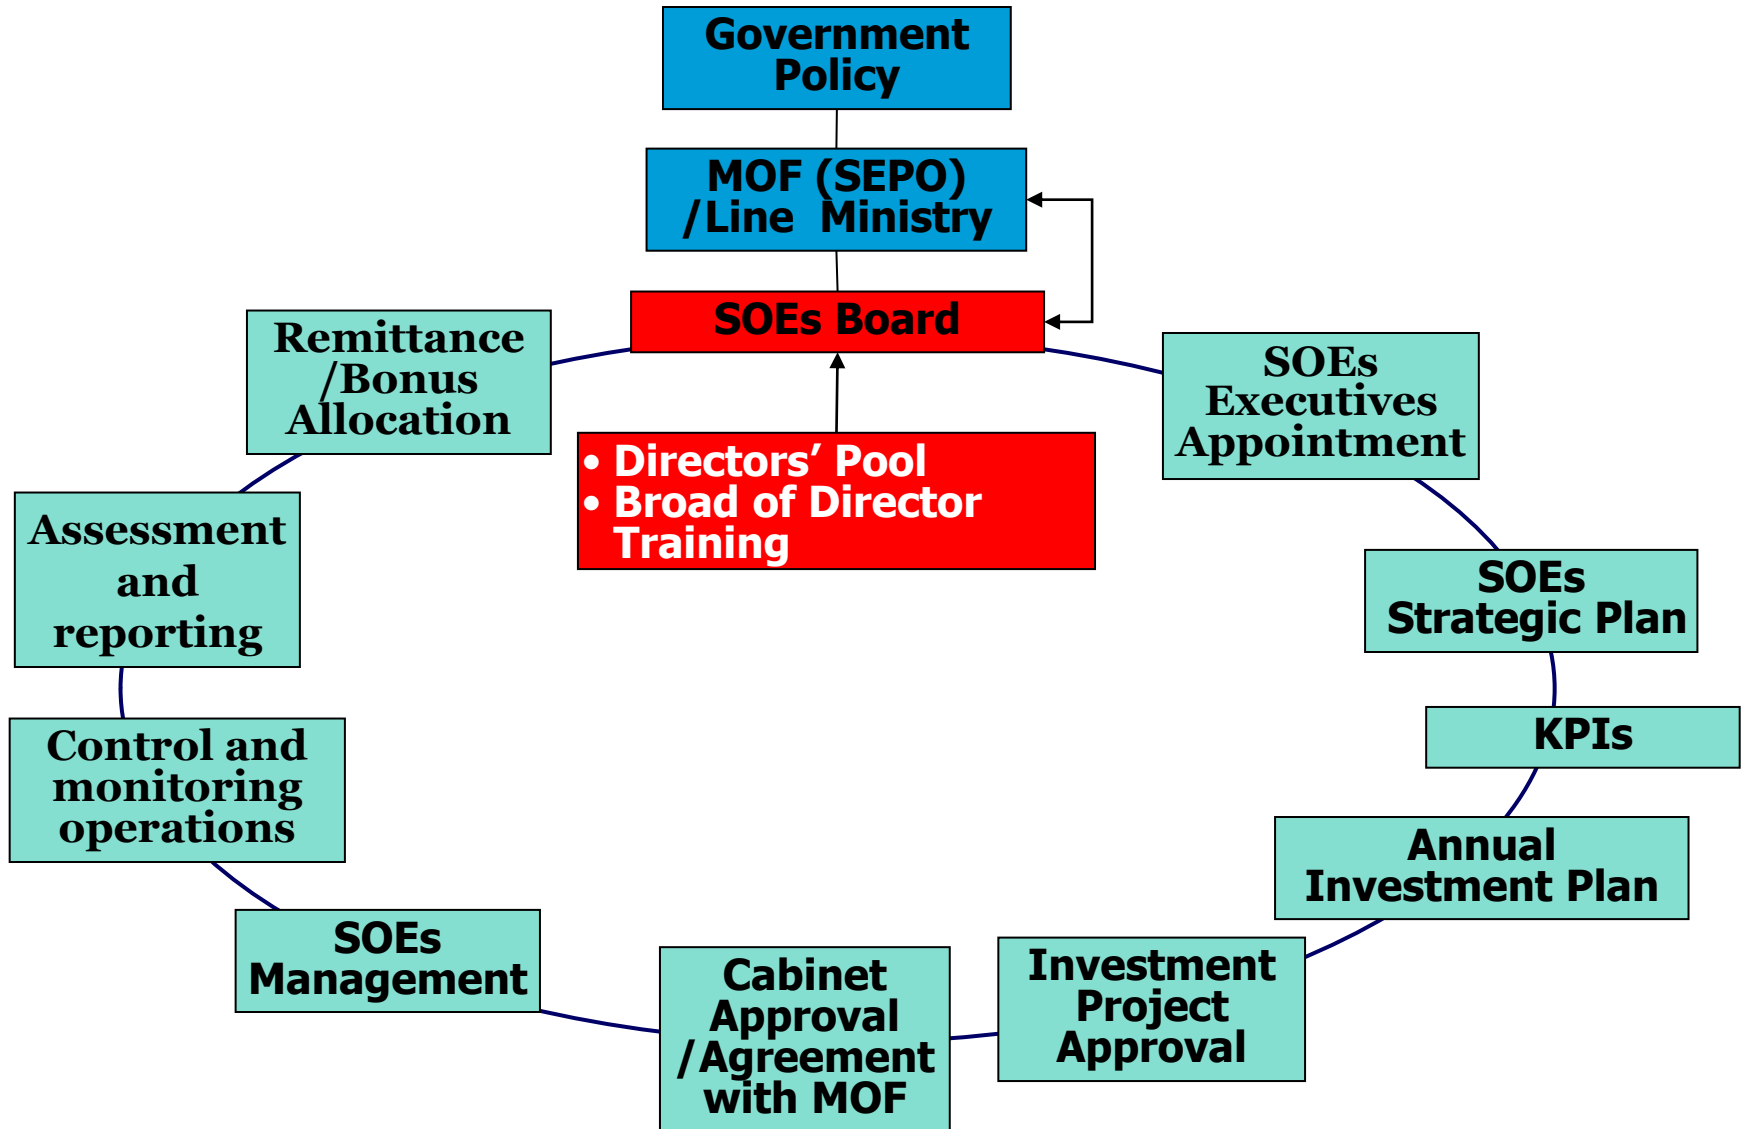 Government
Policy
MOF (SEPO)
/Line Ministry
SOEs Board
Remittance
/Bonus
Allocation
SOEs
Executives
Appointment
• Directors’ Pool
• Broad of Director
Training
Assessment
and
reporting
SOEs
Strategic Plan
Control and
monitoring
operations
KPIs
Annual
Investment Plan
SOEs
Management
Cabinet
Approval
/Agreement
with MOF
Investment
Project
Approval